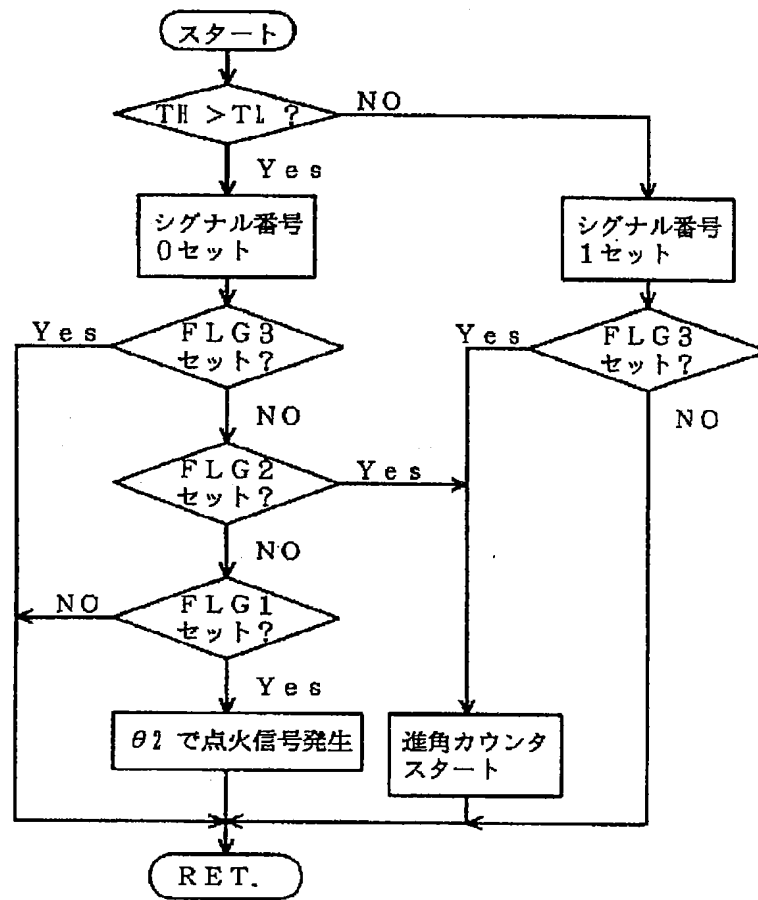 スタート
TH >TL ?
NO
Yes
シグナル番号
0セット
シグナル番号
1セット
Yes
FLG3
セット?
Yes
FLG3
セット?
NO
NO
FLG2
セット?
Yes
NO
NO
FLG1
セット?
Yes
θ2 で点火信号発生
進角カウンタ
スタート
RET.